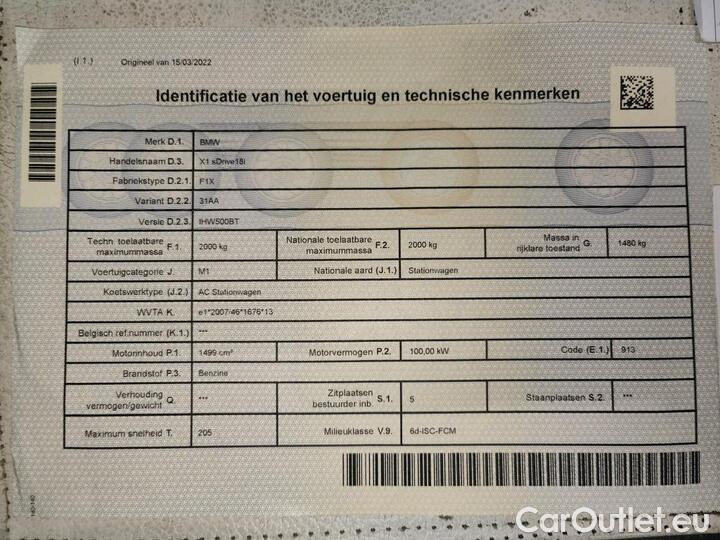 (I 1.) Origineel van 15/03/2022
Identificatie van het voertuig en technische kenmerken
Merk D.1. BMW
Handelsnaam D.3. X1 sDrive18i
Fabriekstype D.2.1. F1X
Variant D.2.2. 31AA
Versie D.2.3. IHW500BT
Techn toelaatbare maximummassa F.1. 2000 kg Nationale toelaatbare maximummassa F.2. 2000 kg Massa in rijklare toestand G. 1480 kg
Voertuigcategorie J. M1 Nationale aard (J.1.) Stationwagen
Koetswerktype (J.2.) AC Stationwagen
WVTA K. e1*2007/46*1676*13
Belgisch ref.nummer (K.1.) ***
Motorinhoud P.1. 1499 cm³ Motorvermogen P.2. 100,00 kW Code (E.1.) 913
Brandstof P.3. Benzine
Verhouding vermogen/gewicht Q. *** Zitplaatsen bestuurder inb. S.1. 5 Staanplaatsen S.2. ***
Maximum snelheid T. 205 Milieuklasse V.9. 6d-ISC-FCM
CarOutlet.eu